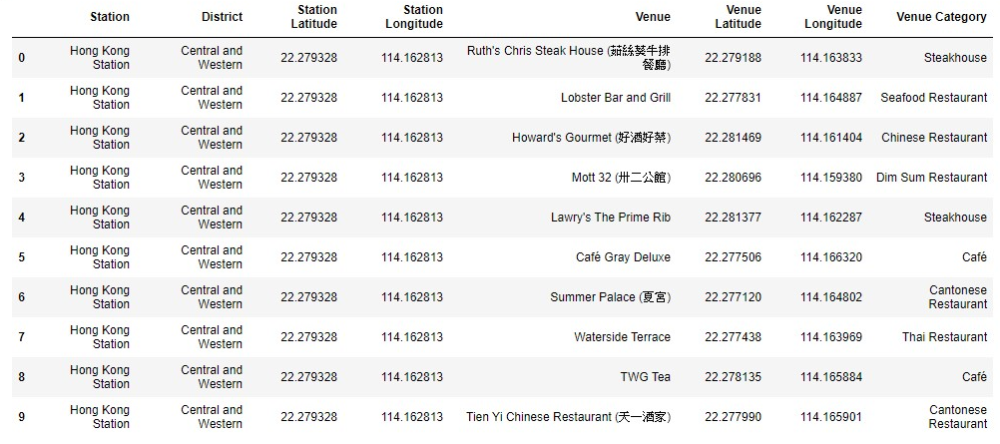 Station District Station Latitude Station Longitude Venue Venue Latitude Venue Longitude Venue Category
0 Hong Kong Station Central and Western 22.279328 114.162813 Ruth's Chris Steak House (茹絲葵牛排餐廳) 22.279188 114.163833 Steakhouse
1 Hong Kong Station Central and Western 22.279328 114.162813 Lobster Bar and Grill 22.277831 114.164887 Seafood Restaurant
2 Hong Kong Station Central and Western 22.279328 114.162813 Howard's Gourmet (好酒好蔡) 22.281469 114.161404 Chinese Restaurant
3 Hong Kong Station Central and Western 22.279328 114.162813 Mott 32 (卅二公館) 22.280696 114.159380 Dim Sum Restaurant
4 Hong Kong Station Central and Western 22.279328 114.162813 Lawry's The Prime Rib 22.281377 114.162287 Steakhouse
5 Hong Kong Station Central and Western 22.279328 114.162813 Café Gray Deluxe 22.277506 114.166320 Café
6 Hong Kong Station Central and Western 22.279328 114.162813 Summer Palace (夏宮) 22.277120 114.164802 Cantonese Restaurant
7 Hong Kong Station Central and Western 22.279328 114.162813 Waterside Terrace 22.277438 114.163969 Thai Restaurant
8 Hong Kong Station Central and Western 22.279328 114.162813 TWG Tea 22.278135 114.165884 Café
9 Hong Kong Station Central and Western 22.279328 114.162813 Tien Yi Chinese Restaurant (天一酒家) 22.277990 114.165901 Cantonese Restaurant